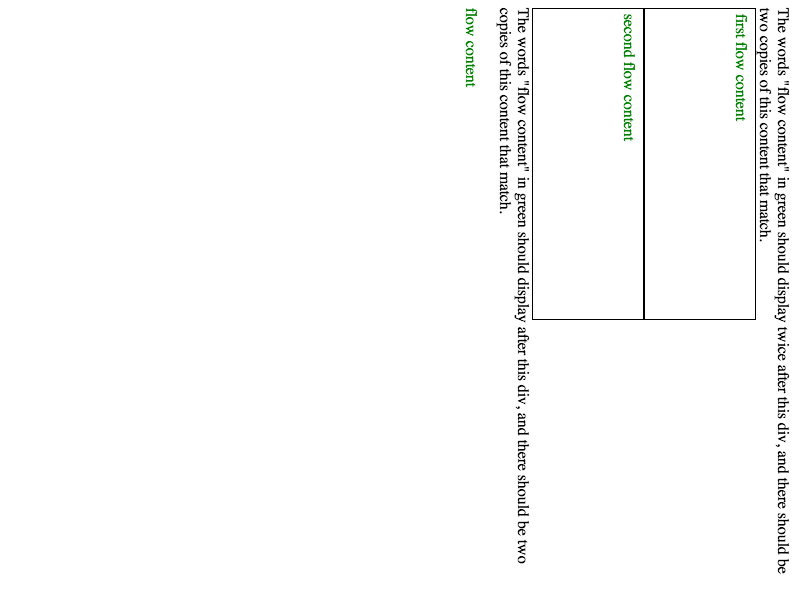 The words "flow content" in green should display twice after this div, and there should be
two copies of this content that match.
first flow content
second flow content
The words "flow content" in green should display after this div, and there should be two
copies of this content that match.
flow content